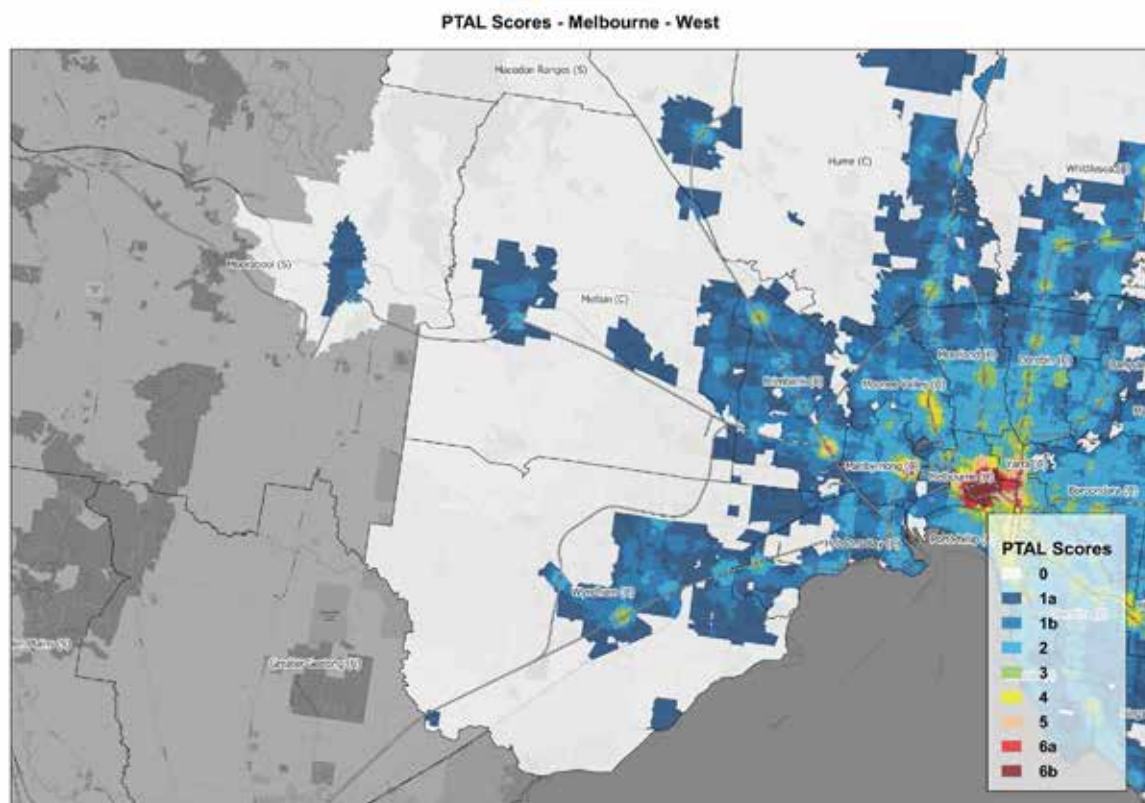 PTAL Scores - Melbourne - West
Macedon Ranges (S)
Hume (C)
Whittlesea (C)
Moorabool (S)
Melton (C)
Moreland (C)
Darebin (C)
Brimbank (C)
Moonee Valley (C)
Maribyrnong (C)
Yarra (C)
Melbourne (C)
Boroondara (C)
Hobsons Bay (C)
Wyndham (C)
Greater Geelong (C)
PTAL Scores
0
1a
1b
2
3
4
5
6a
6b